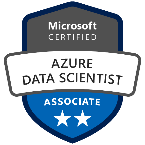 Microsoft
CERTIFIED
AZURE
DATA SCIENTIST
ASSOCIATE